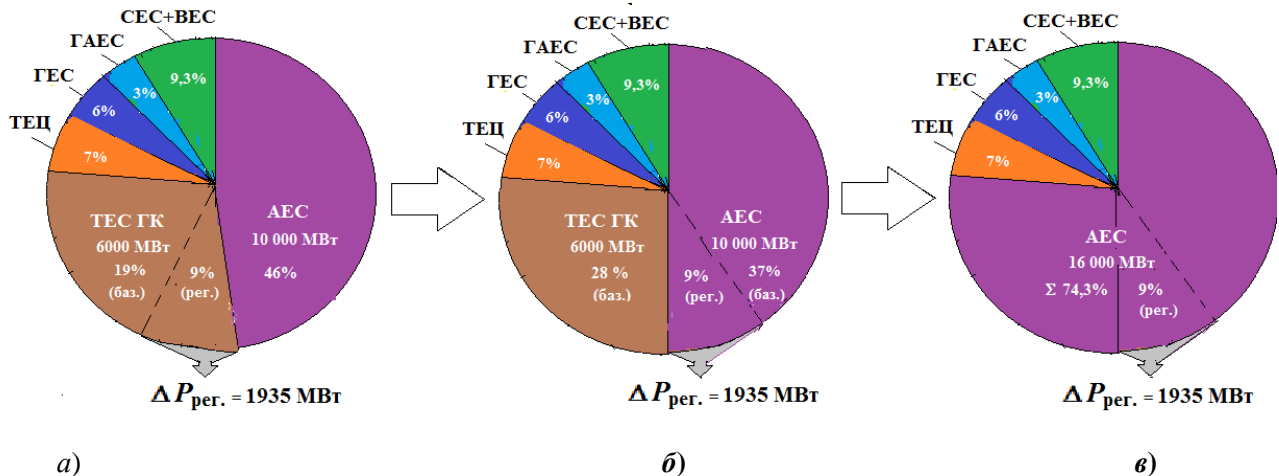 СЕС+ВЕС
ГАЕС
ГЕС
ТЕЦ
9,3%
3%
6%
7%
ТЕС ГК
6000 МВт
19%
(баз.)
9%
(рег.)
АЕС
10 000 МВт
46%
Δ Pрег. = 1935 МВт
а)
СЕС+ВЕС
ГАЕС
ГЕС
ТЕЦ
9,3%
3%
6%
7%
ТЕС ГК
6000 МВт
28 %
(баз.)
9%
(рег.)
АЕС
10 000 МВт
37%
(баз.)
Δ Pрег. = 1935 МВт
б)
СЕС+ВЕС
ГАЕС
ГЕС
ТЕЦ
9,3%
3%
6%
7%
АЕС
16 000 МВт
Σ 74,3%
9%
(рег.)
Δ Pрег. = 1935 МВт
в)